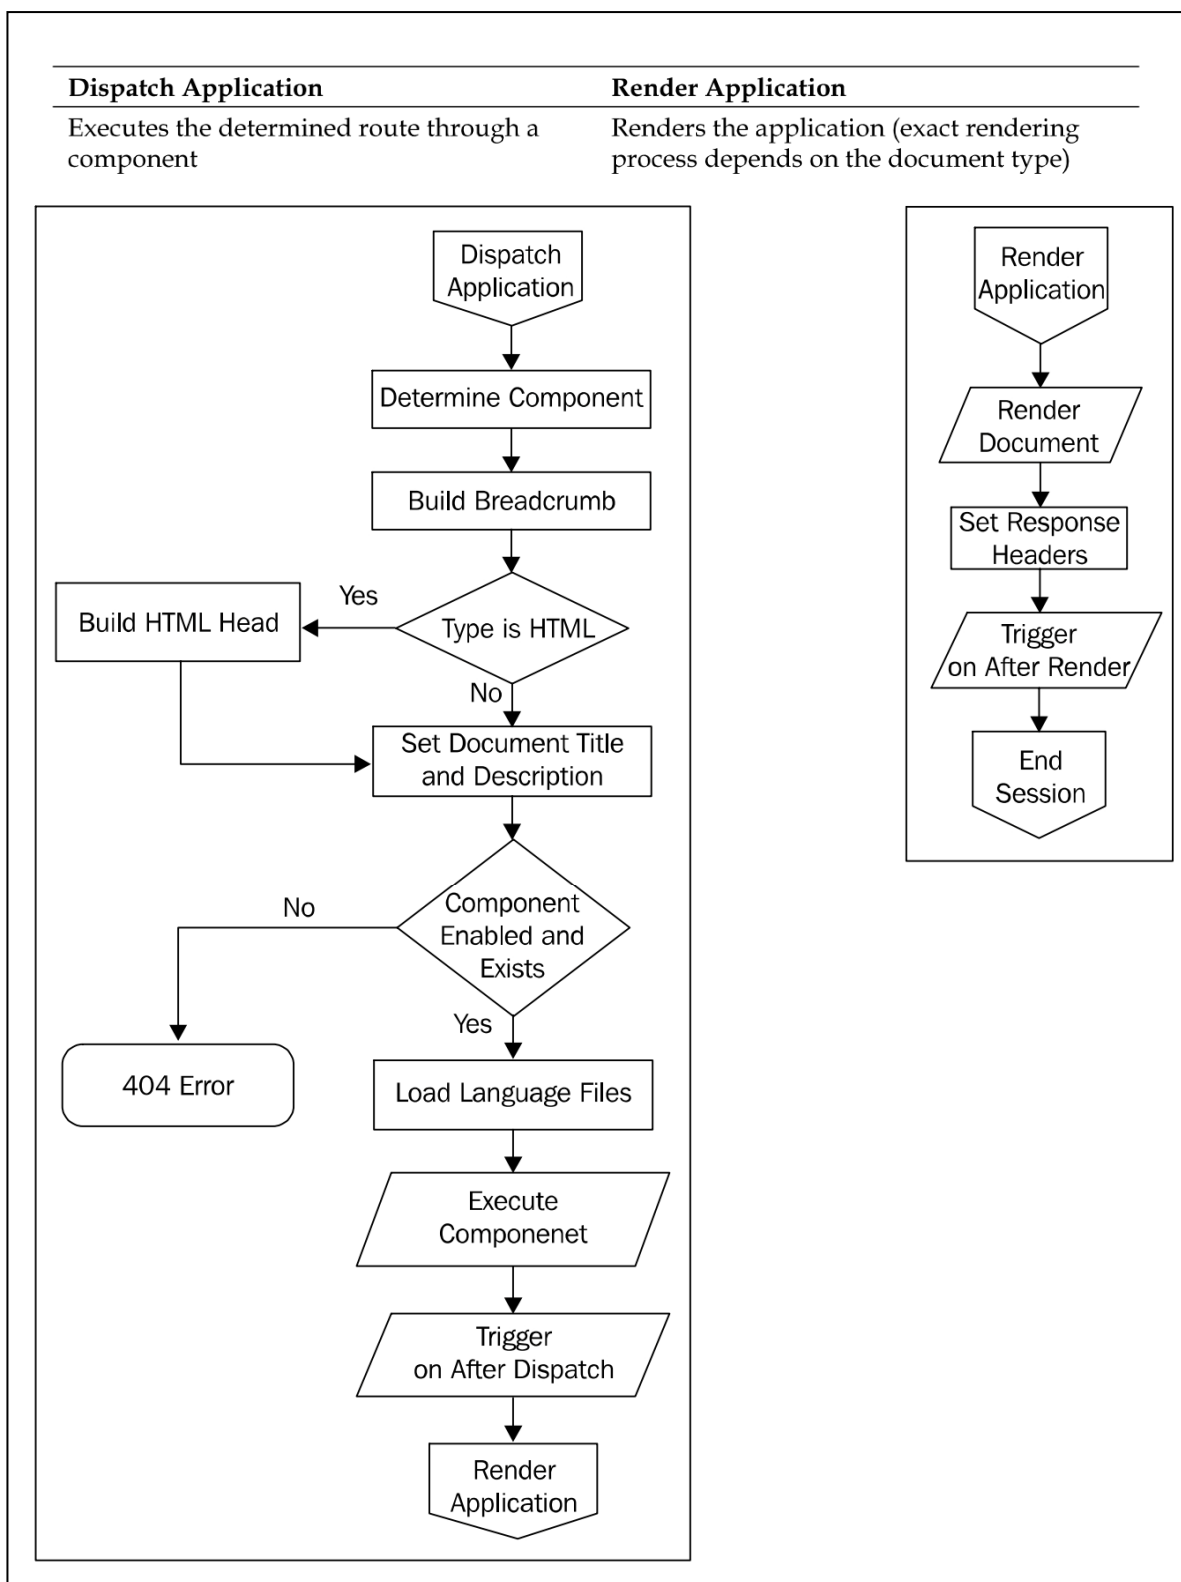 Dispatch Application
Render Application
Executes the determined route through a
component
Renders the application (exact rendering
process depends on the document type)
Dispatch
Application
Determine Component
Build Breadcrumb
Yes
Build HTML Head
Type is HTML
No
Set Document Title
and Description
No
Component
Enabled and
Exists
Yes
404 Error
Load Language Files
Execute
Componenet
Trigger
on After Dispatch
Render
Application
Render
Application
Render
Document
Set Response
Headers
Trigger
on After Render
End
Session